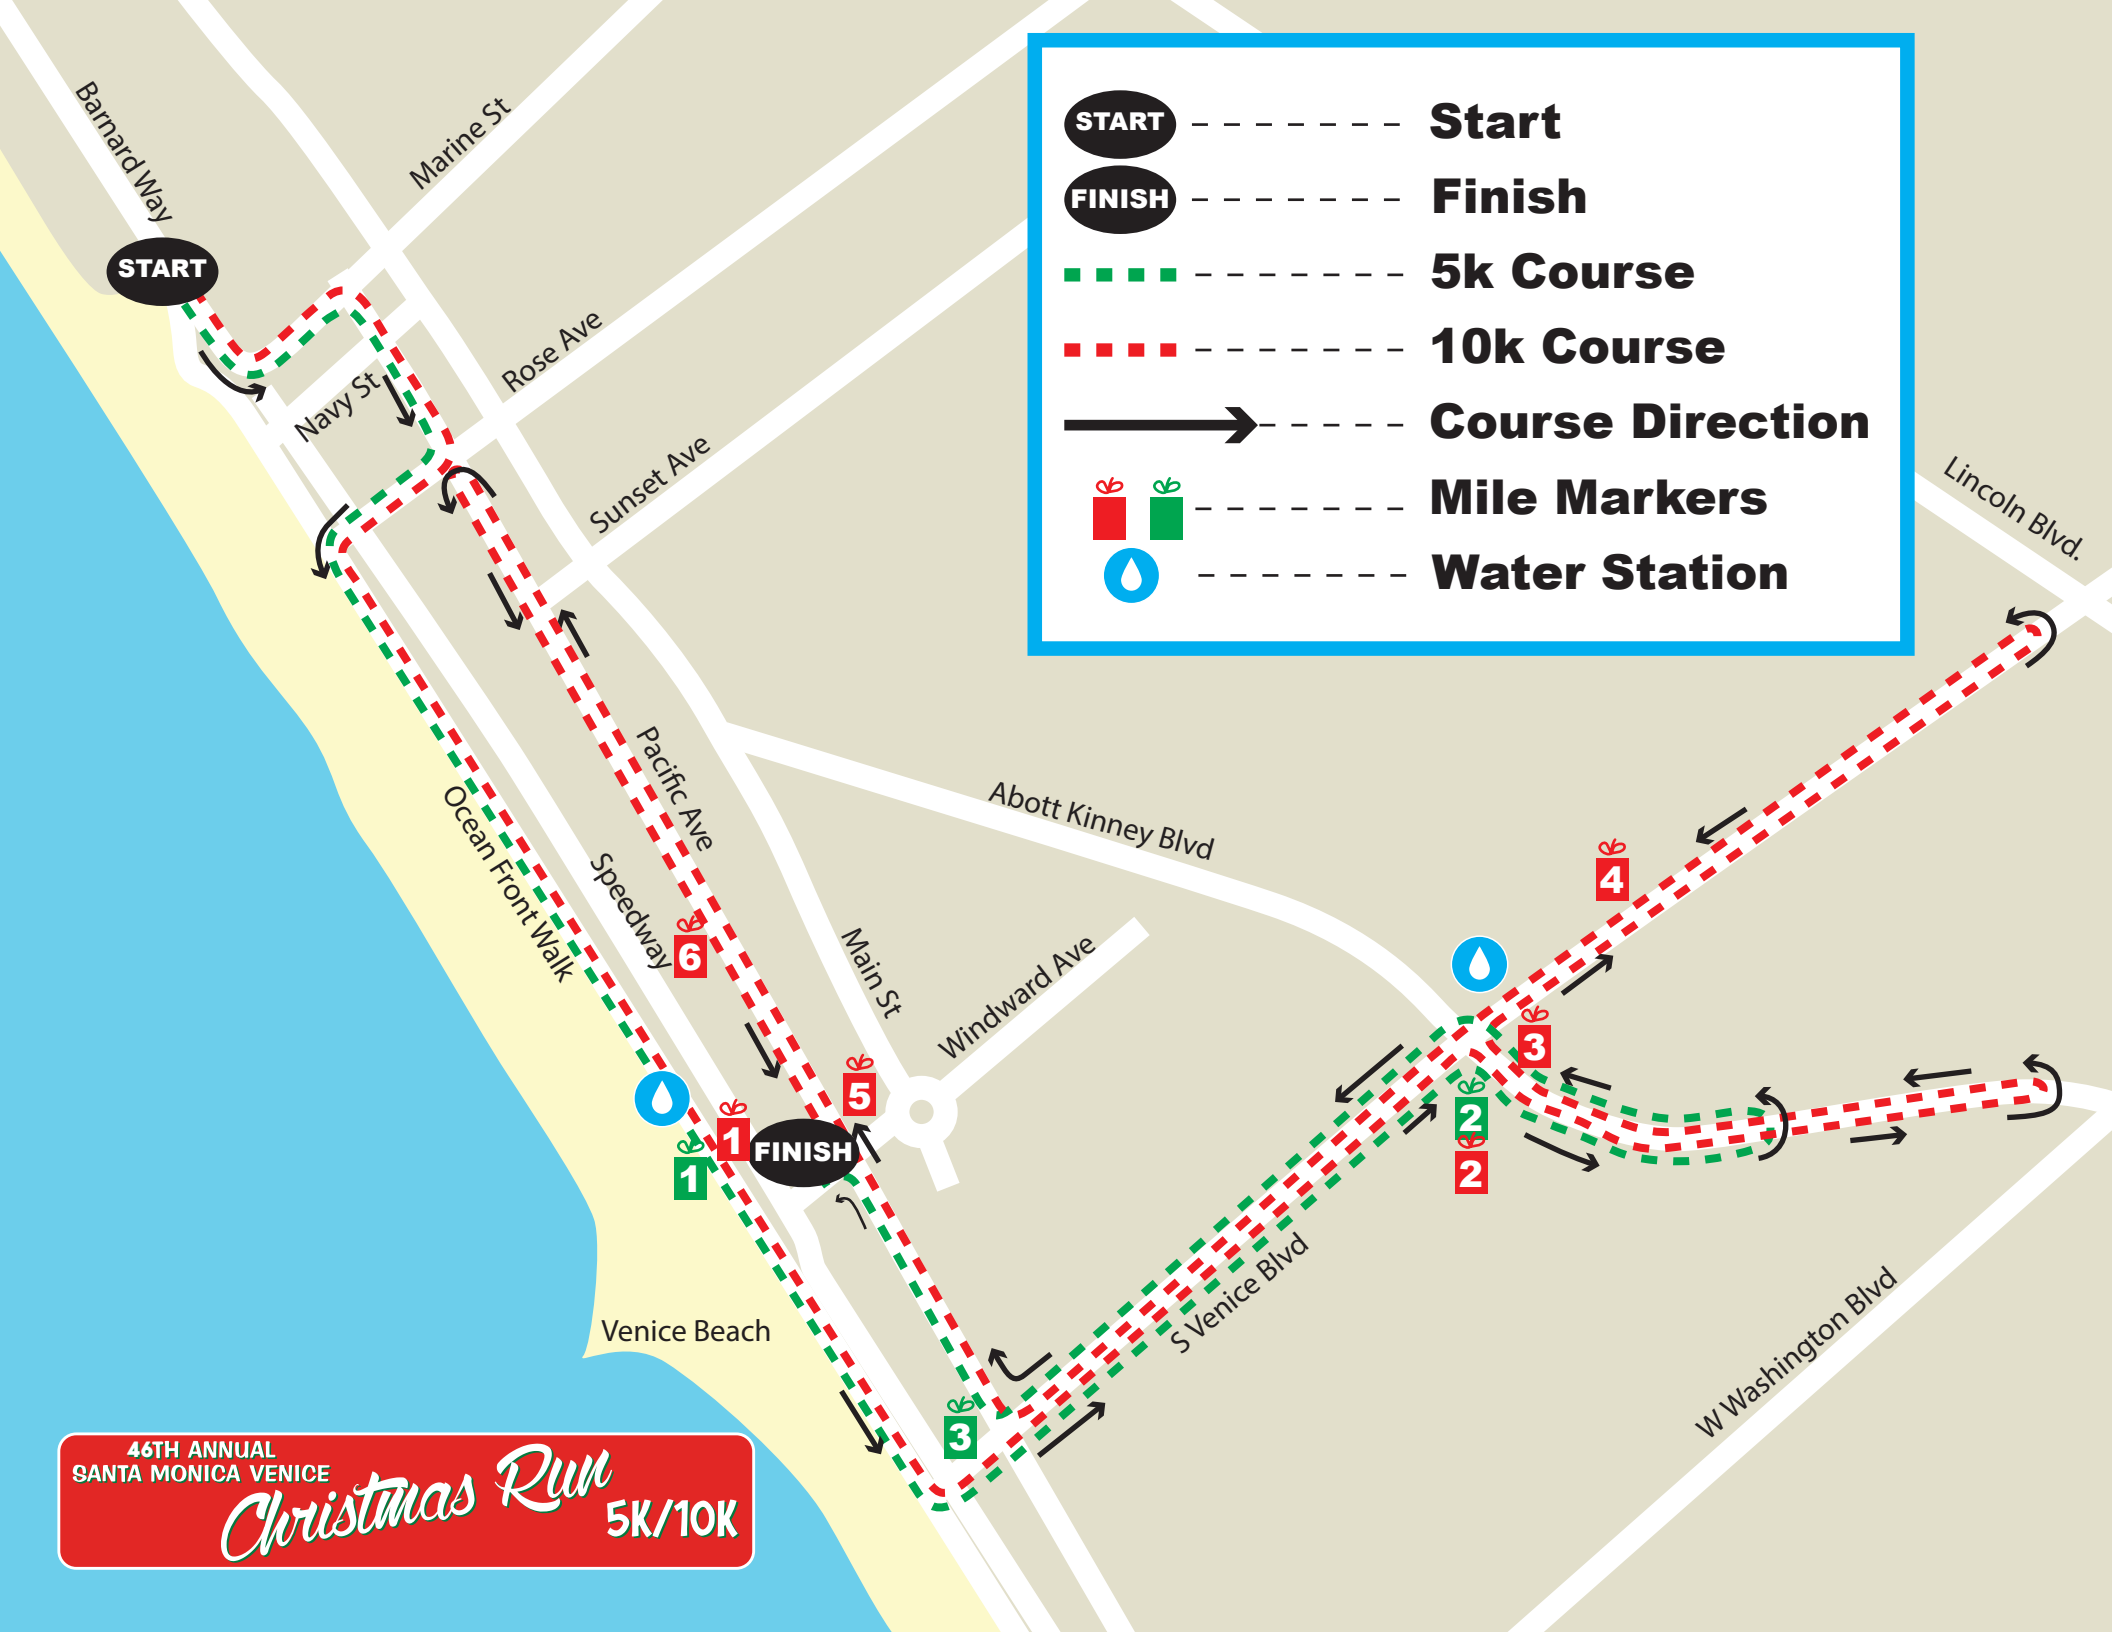 START
Start
FINISH
Finish
5k Course
10k Course
Course Direction
Mile Markers
Water Station
Barnard Way
Marine St
START
Navy St
Rose Ave
Sunset Ave
Lincoln Blvd.
Pacific Ave
Ocean Front Walk
Speedway
Abott Kinney Blvd
Main St
Windward Ave
4
6
3
5
1
FINISH
1
2
2
S Venice Blvd
W Washington Blvd
Venice Beach
3
46TH ANNUAL
SANTA MONICA VENICE
Christmas Run
5K/10K